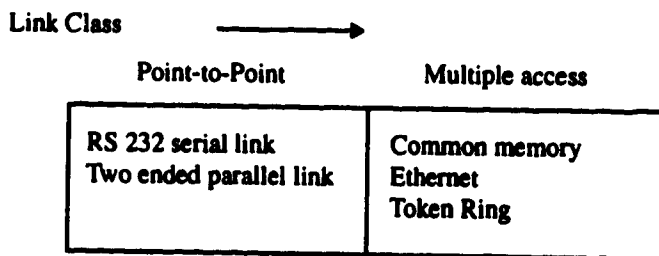 Link Class
Point-to-Point
Multiple access
RS 232 serial link
Two ended parallel link
Common memory
Ethernet
Token Ring